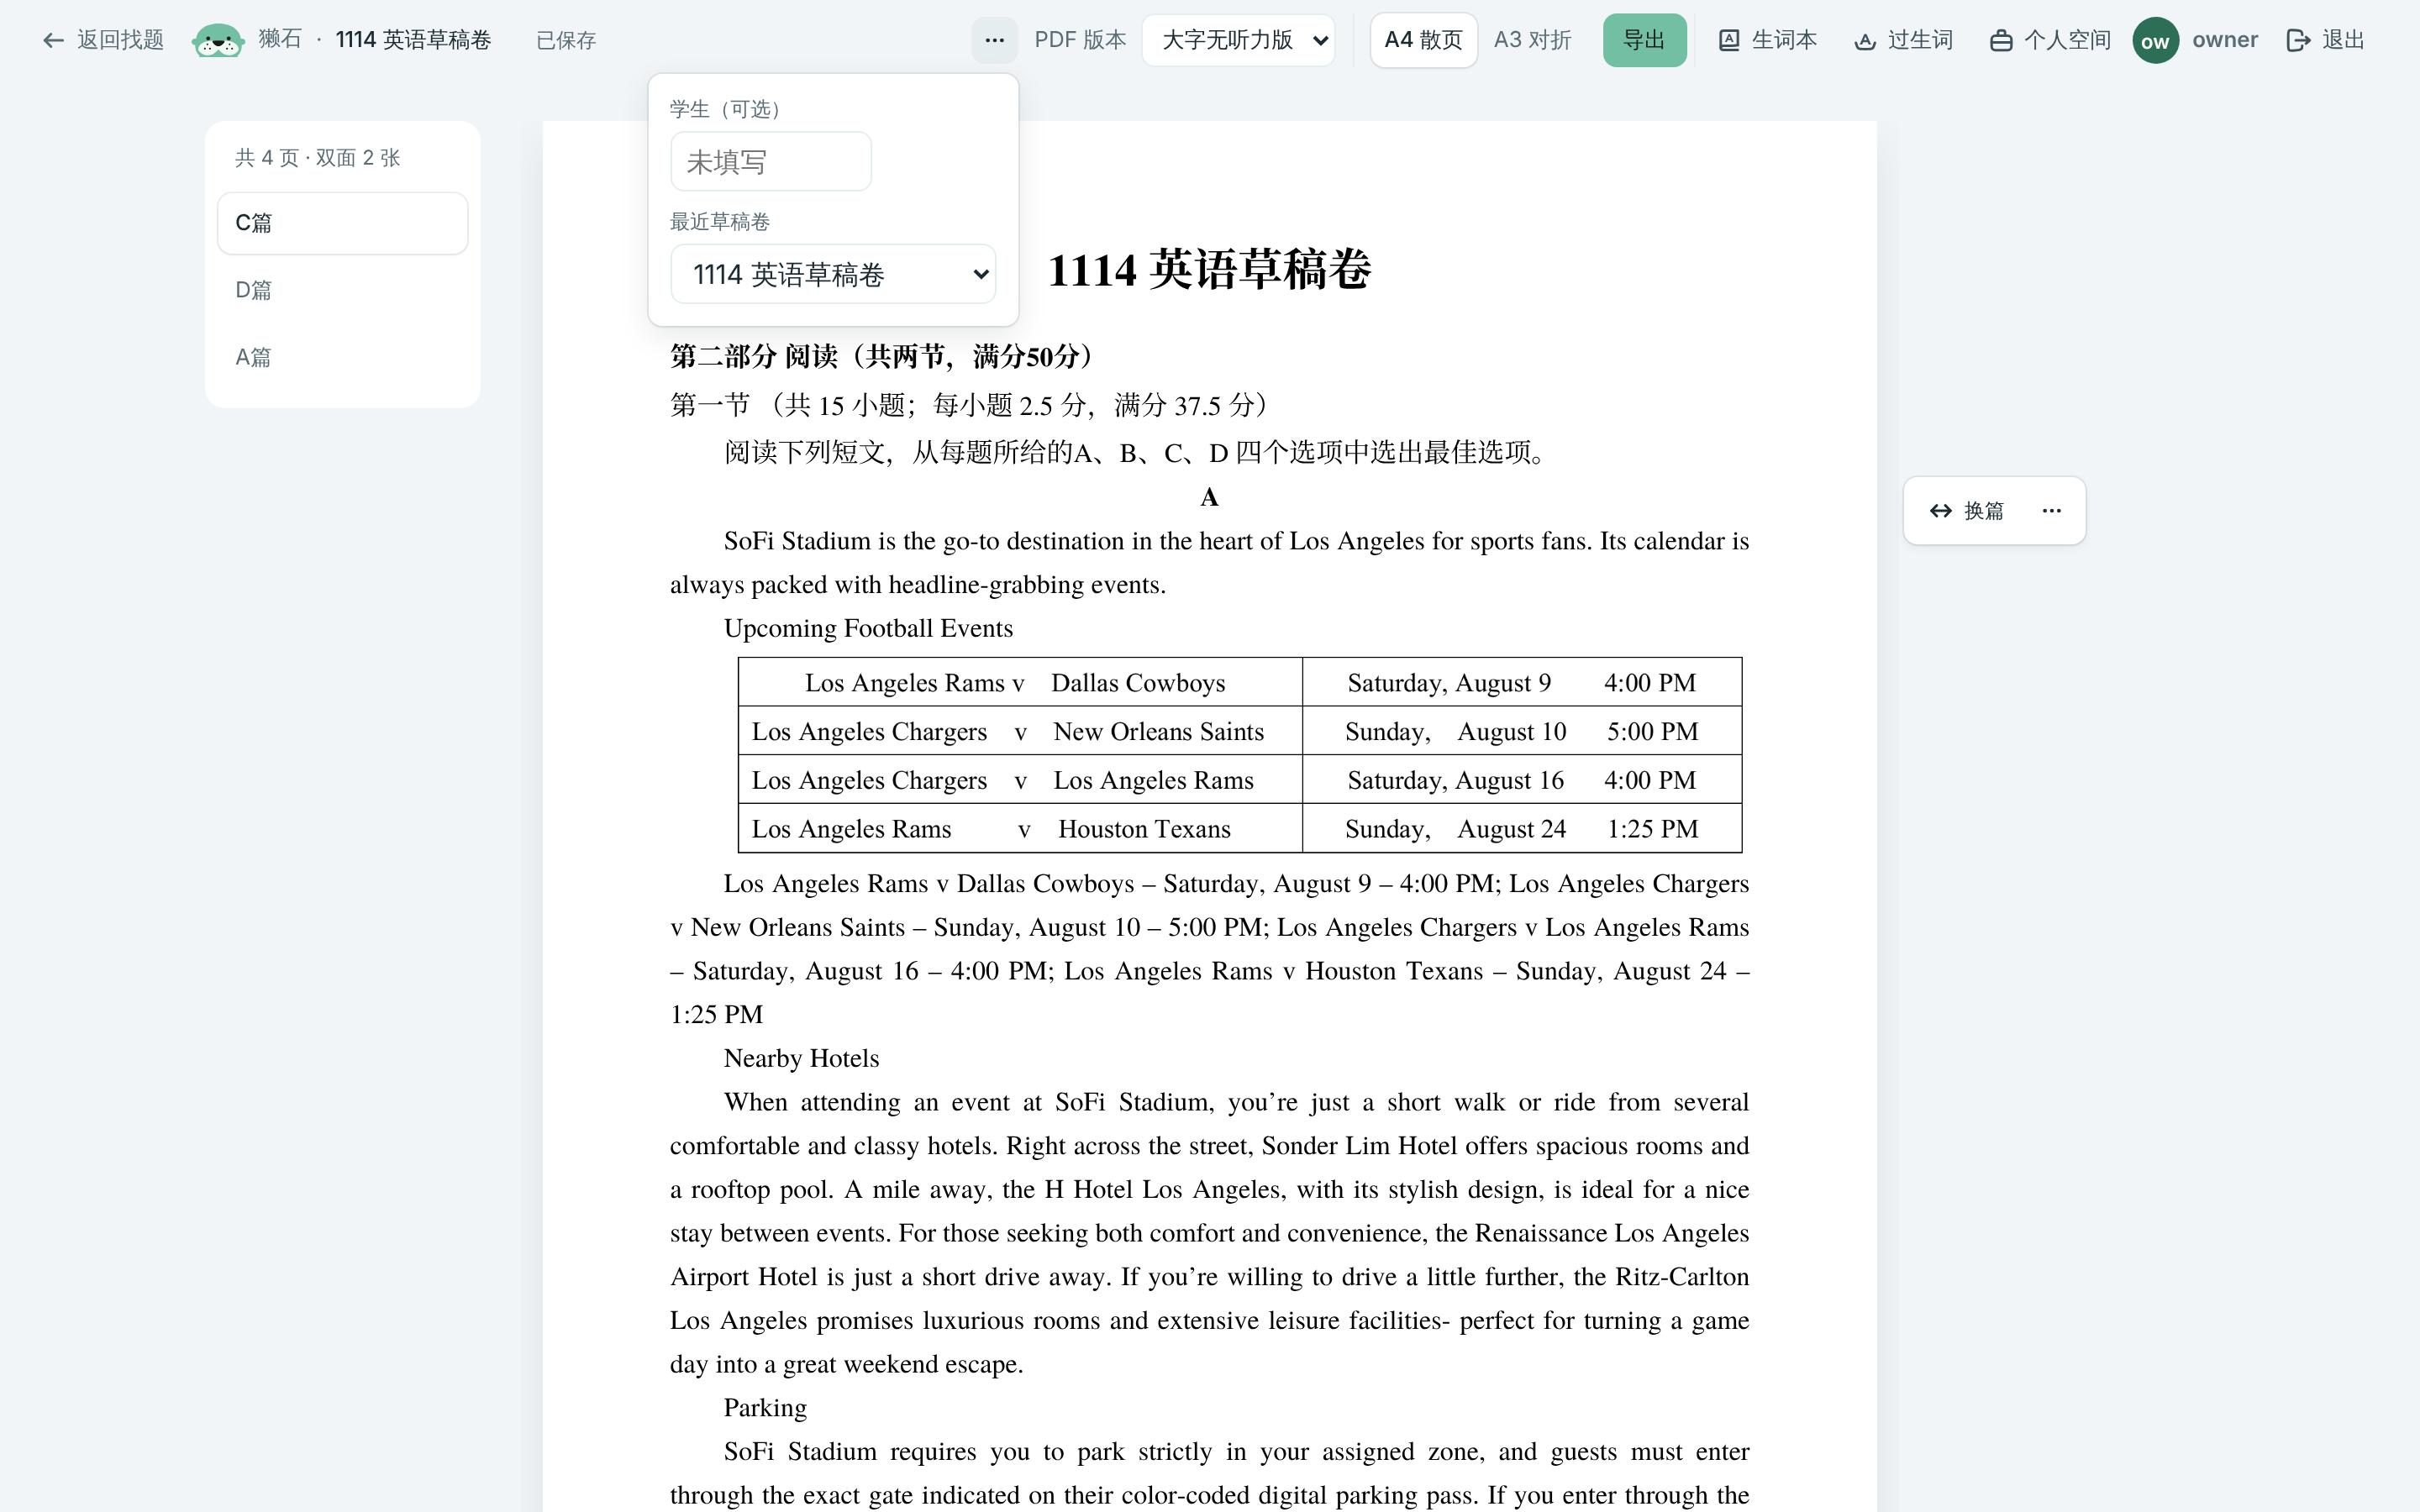 返回找题 獭石 · 1114 英语草稿卷 已保存 ··· PDF 版本 大字无听力版 A4 散页 A3 对折 导出 生词本 过生词 个人空间 ow owner 退出
学生（可选）
未填写
最近草稿卷
1114 英语草稿卷
共 4 页 · 双面 2 张
C篇
D篇
A篇
1114 英语草稿卷
第二部分 阅读（共两节，满分50分）
第一节 （共 15 小题；每小题 2.5 分，满分 37.5 分）
阅读下列短文，从每题所给的A、B、C、D 四个选项中选出最佳选项。
A
换篇 ···
SoFi Stadium is the go-to destination in the heart of Los Angeles for sports fans. Its calendar is
always packed with headline-grabbing events.
Upcoming Football Events
Los Angeles Rams v Dallas Cowboys Saturday, August 9 4:00 PM
Los Angeles Chargers v New Orleans Saints Sunday, August 10 5:00 PM
Los Angeles Chargers v Los Angeles Rams Saturday, August 16 4:00 PM
Los Angeles Rams v Houston Texans Sunday, August 24 1:25 PM
Los Angeles Rams v Dallas Cowboys – Saturday, August 9 – 4:00 PM; Los Angeles Chargers
v New Orleans Saints – Sunday, August 10 – 5:00 PM; Los Angeles Chargers v Los Angeles Rams
– Saturday, August 16 – 4:00 PM; Los Angeles Rams v Houston Texans – Sunday, August 24 –
1:25 PM
Nearby Hotels
When attending an event at SoFi Stadium, you’re just a short walk or ride from several
comfortable and classy hotels. Right across the street, Sonder Lim Hotel offers spacious rooms and
a rooftop pool. A mile away, the H Hotel Los Angeles, with its stylish design, is ideal for a nice
stay between events. For those seeking both comfort and convenience, the Renaissance Los Angeles
Airport Hotel is just a short drive away. If you’re willing to drive a little further, the Ritz-Carlton
Los Angeles promises luxurious rooms and extensive leisure facilities- perfect for turning a game
day into a great weekend escape.
Parking
SoFi Stadium requires you to park strictly in your assigned zone, and guests must enter
through the exact gate indicated on their color-coded digital parking pass. If you enter through the